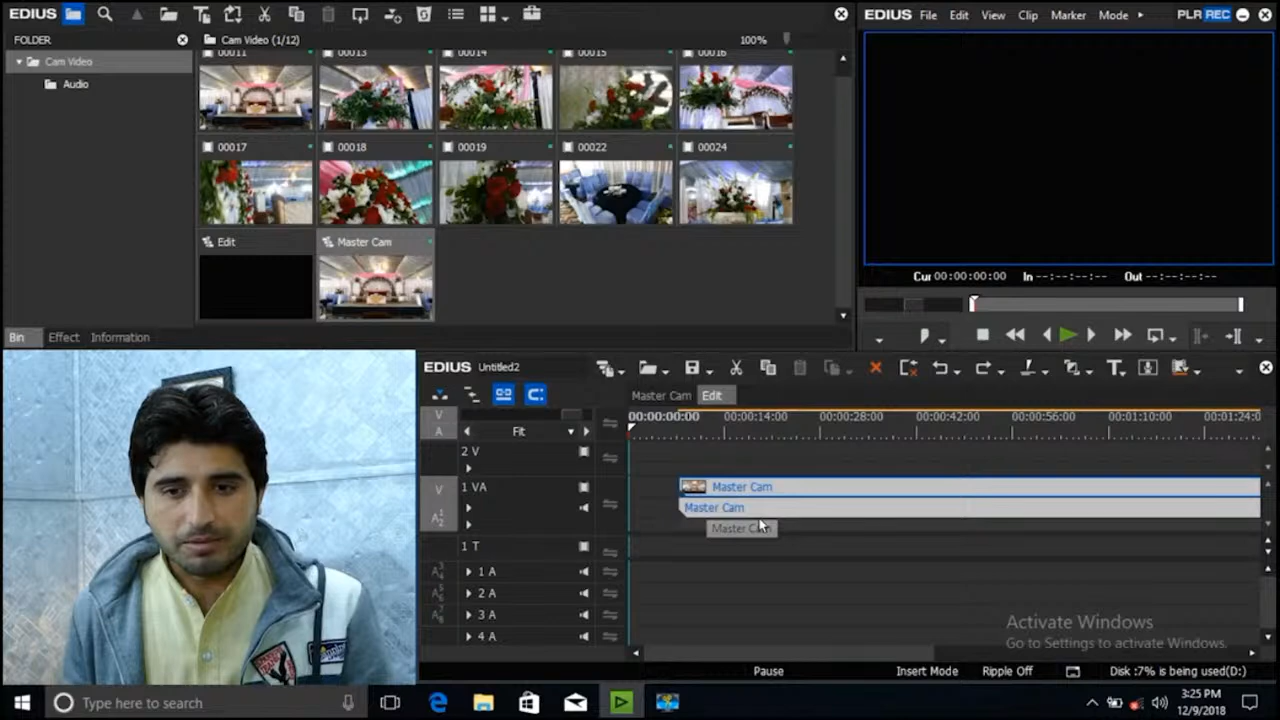 EDIUS
FOLDER
Cam Video (1/12)
100%
Cam Video
Audio
00011
00013
00014
00015
00016
00017
00018
00019
00022
00024
Edit
Master Cam
Bin
Effect
Information
EDIUS File Edit View Clip Marker Mode PLR REC
Cur 00:00:00:00 In --:--:--:-- Out --:--:--:--
EDIUS Untitled2
Master Cam Edit
V
A
Fit
00:00:00:00 00:00:14:00 00:00:28:00 00:00:42:00 00:00:56:00 00:01:10:00 00:01:24:0
2 V
V 1 VA Master Cam
Master Cam
Master Cam
1 T
1 A
2 A
3 A
4 A
Activate Windows
Go to Settings to activate Windows.
Pause Insert Mode Ripple Off Disk :7% is being used(D:)
Type here to search
3:25 PM
12/9/2018